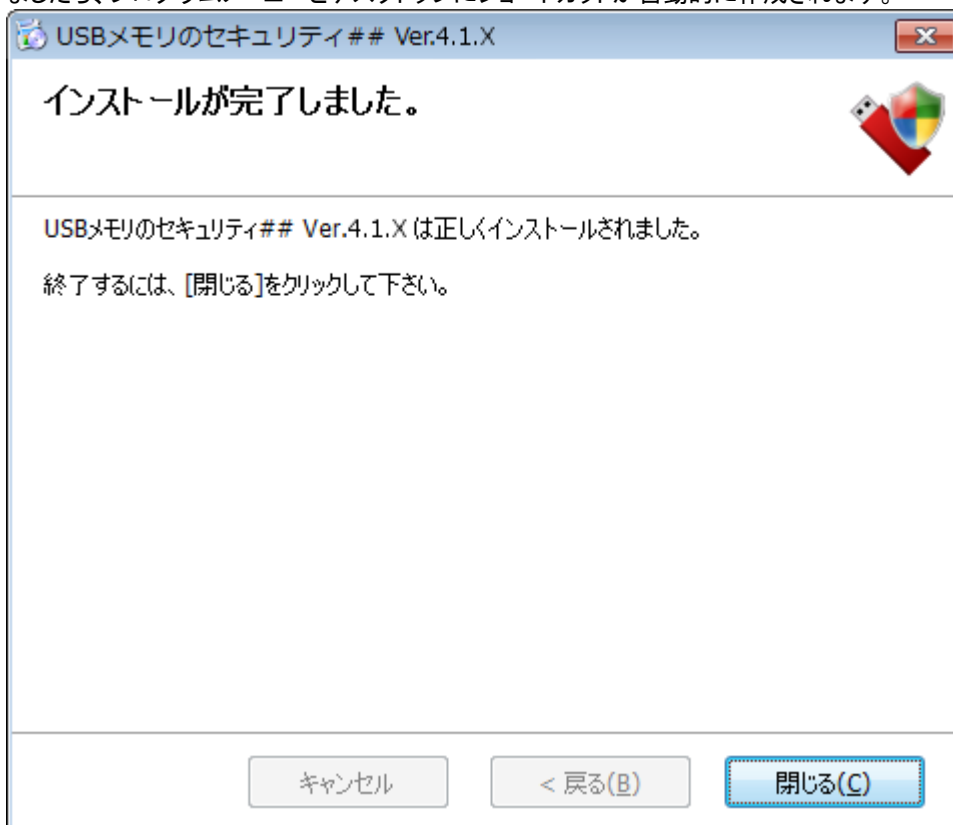 USBメモリのセキュリティ## Ver.4.1.X
インストールが完了しました。
USBメモリのセキュリティ## Ver.4.1.X は正しくインストールされました。
終了するには、[閉じる]をクリックして下さい。
キャンセル
< 戻る(B)
閉じる(C)